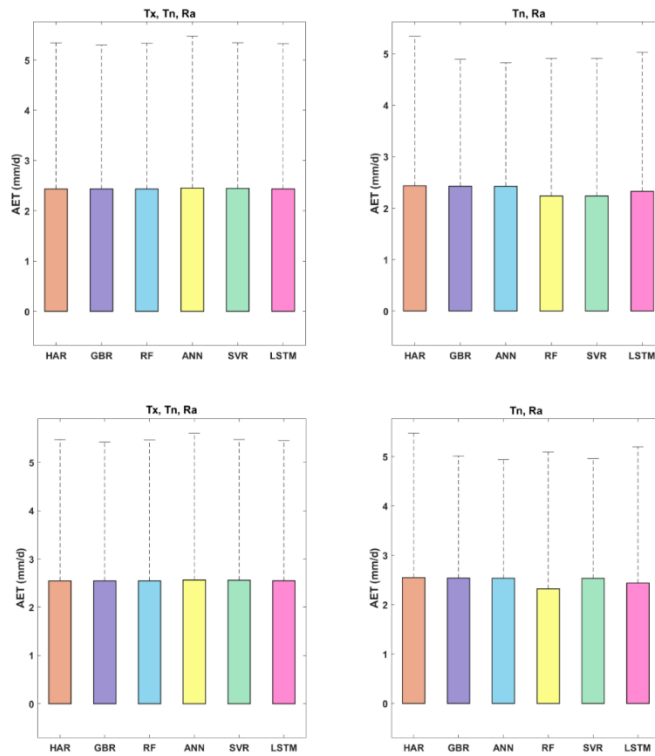 Tx, Tn, Ra
5
4
3
2
1
0
AET (mm/d)
HAR GBR RF ANN SVR LSTM
Tn, Ra
5
4
3
2
1
0
AET (mm/d)
HAR GBR ANN RF SVR LSTM
Tx, Tn, Ra
5
4
3
2
1
0
AET (mm/d)
HAR GBR RF ANN SVR LSTM
Tn, Ra
5
4
3
2
1
0
AET (mm/d)
HAR GBR ANN RF SVR LSTM